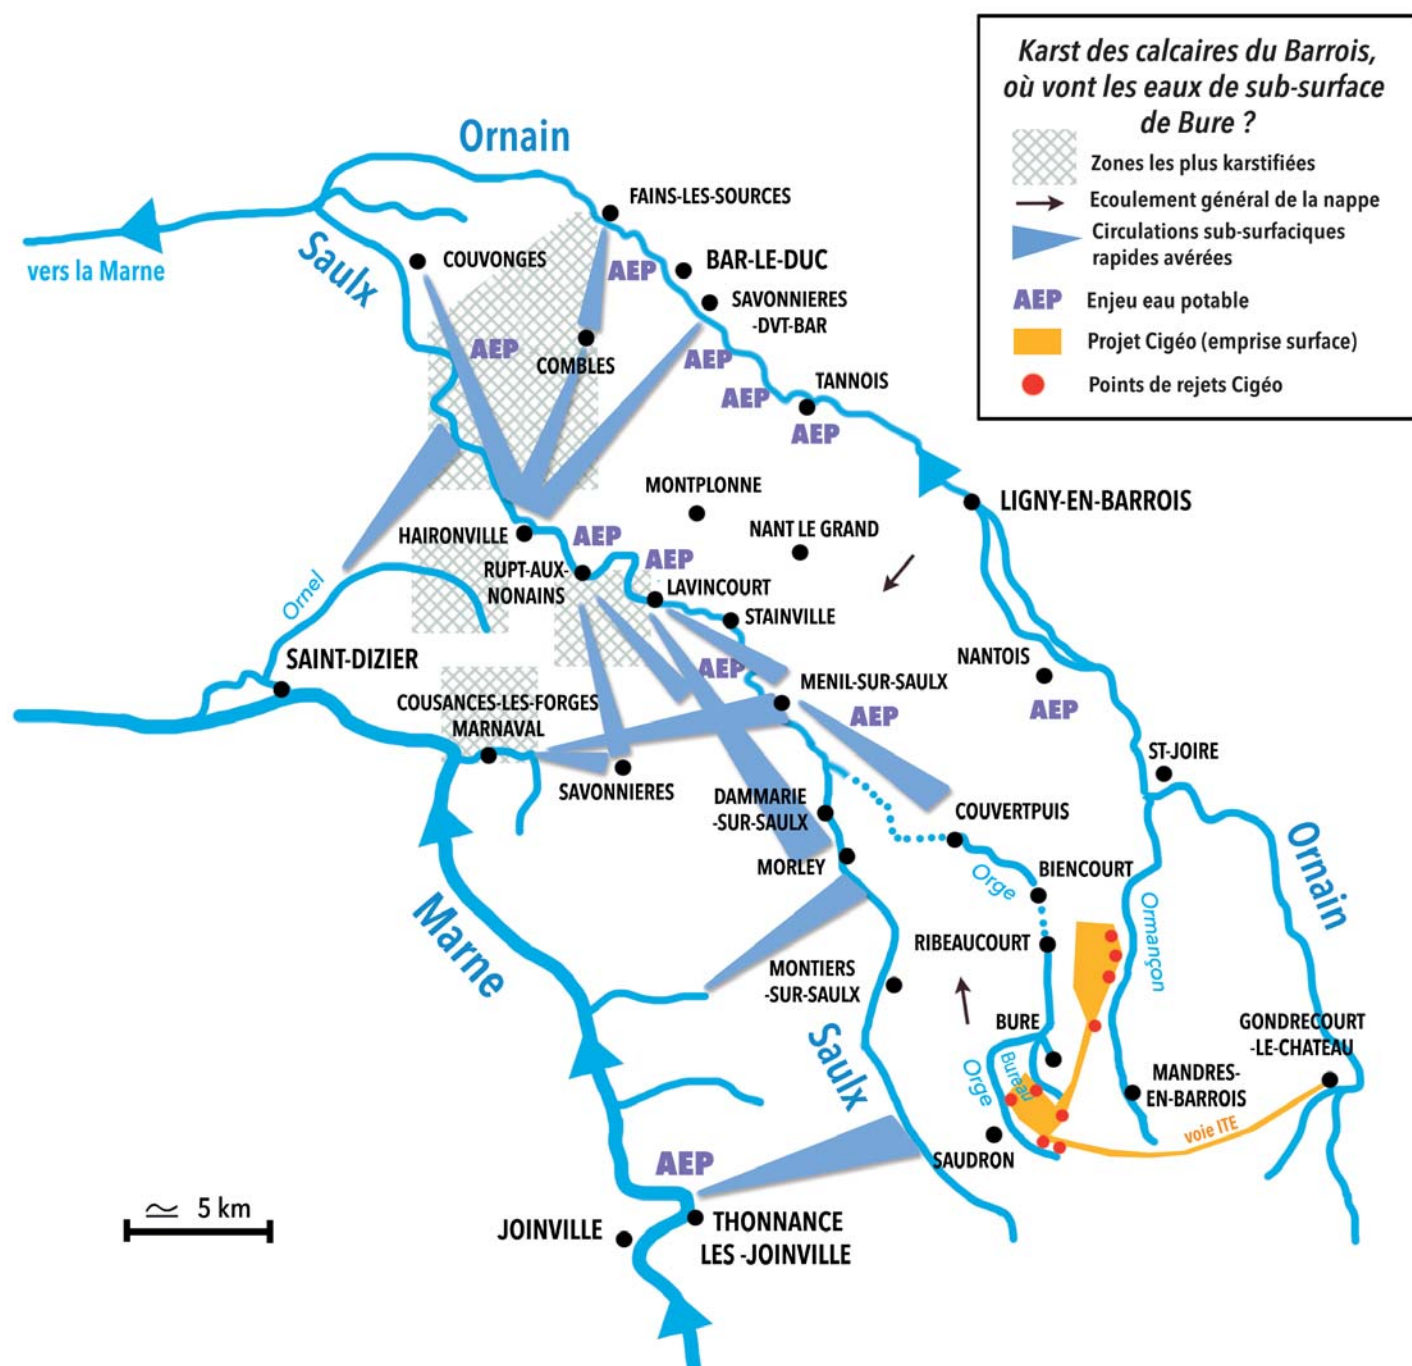 Karst des calcaires du Barrois,
où vont les eaux de sub-surface
de Bure ?
Zones les plus karstifiées
Ecoulement général de la nappe
Circulations sub-surfaciques
rapides avérées
AEP
Enjeu eau potable
Projet Cigéo (emprise surface)
Points de rejets Cigéo
Ornain
FAINS-LES-SOURCES
vers la Marne
Saulx
COUVONGES
AEP
BAR-LE-DUC
SAVONNIERES
-DVT-BAR
AEP
COMBLES
AEP
AEP
TANNOIS
AEP
MONTPLONNE
LIGNY-EN-BARROIS
NANT LE GRAND
HAIRONVILLE
AEP
AEP
RUPT-AUX-
NONAINS
LAVINCOURT
Ornel
STAINVILLE
SAINT-DIZIER
NANTOIS
AEP
MENIL-SUR-SAULX
COUSANCES-LES-FORGES
MARNAVAL
AEP
AEP
ST-JOIRE
SAVONNIERES
DAMMARIE
-SUR-SAULX
COUVERTPUIS
Ornain
MORLEY
Orge
BIENCOURT
Marne
Ormançon
RIBEAUCOURT
MONTIERS
-SUR-SAULX
BURE
GONDRECOURT
-LE-CHATEAU
Saulx
Orge
Bureau
MANDRES-
EN-BARROIS
voie ITE
SAUDRON
AEP
≃ 5 km
JOINVILLE
THONNANCE
LES -JOINVILLE